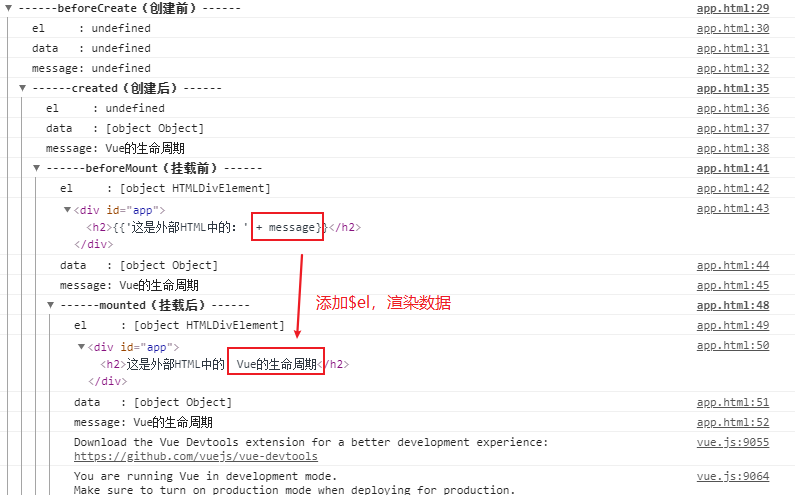 ------beforeCreate（创建前）------ app.html:29
el : undefined app.html:30
data : undefined app.html:31
message: undefined app.html:32
------created（创建后）------ app.html:35
el : undefined app.html:36
data : [object Object] app.html:37
message: Vue的生命周期 app.html:38
------beforeMount（挂载前）------ app.html:41
el : [object HTMLDivElement] app.html:42
<div id="app"> app.html:43
<h2>{{'这是外部HTML中的：' + message}}</h2>
</div>
data : [object Object] app.html:44
message: Vue的生命周期 app.html:45
添加$el，渲染数据
------mounted（挂载后）------ app.html:48
el : [object HTMLDivElement] app.html:49
<div id="app"> app.html:50
<h2>这是外部HTML中的 Vue的生命周期</h2>
</div>
data : [object Object] app.html:51
message: Vue的生命周期 app.html:52
Download the Vue Devtools extension for a better development experience: vue.js:9055
https://github.com/vuejs/vue-devtools
You are running Vue in development mode. vue.js:9064
Make sure to turn on production mode when deploying for production.